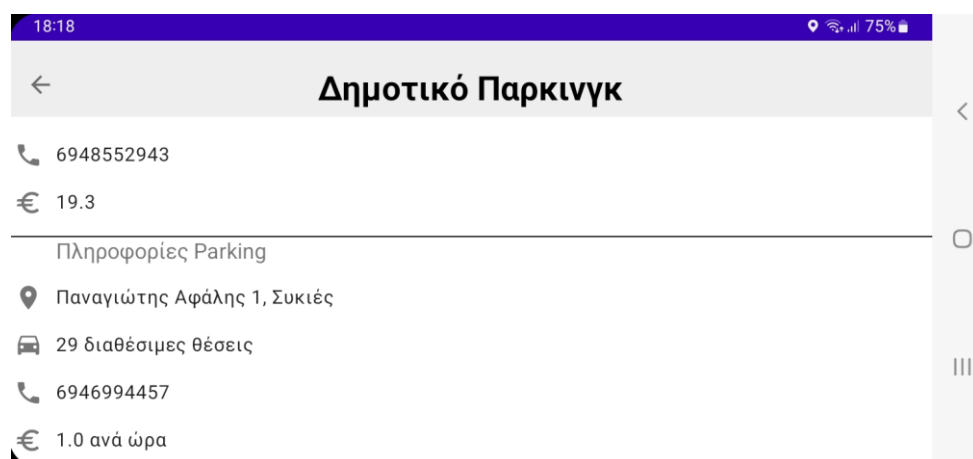 18:18 75%
Δημοτικό Παρκινγκ
6948552943
19.3
Πληροφορίες Parking
Παναγιώτης Αφάλης 1, Συκιές
29 διαθέσιμες θέσεις
6946994457
1.0 ανά ώρα